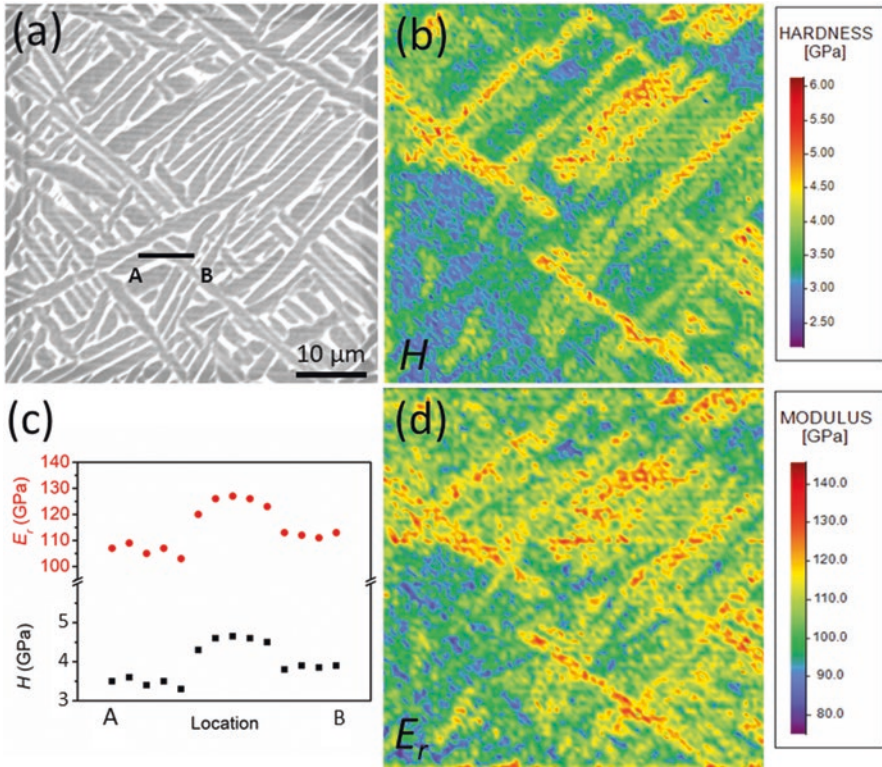 (a)
A
B
10 μm
(b)
H
HARDNESS
[GPa]
6.00
5.00
4.50
4.00
3.50
3.00
2.50
(c)
140
130
120
110
100
Er (GPa)
5
4
3
H (GPa)
A
Location
B
(d)
Er
MODULUS
[GPa]
140.0
130.0
120.0
110.0
100.0
90.0
80.0